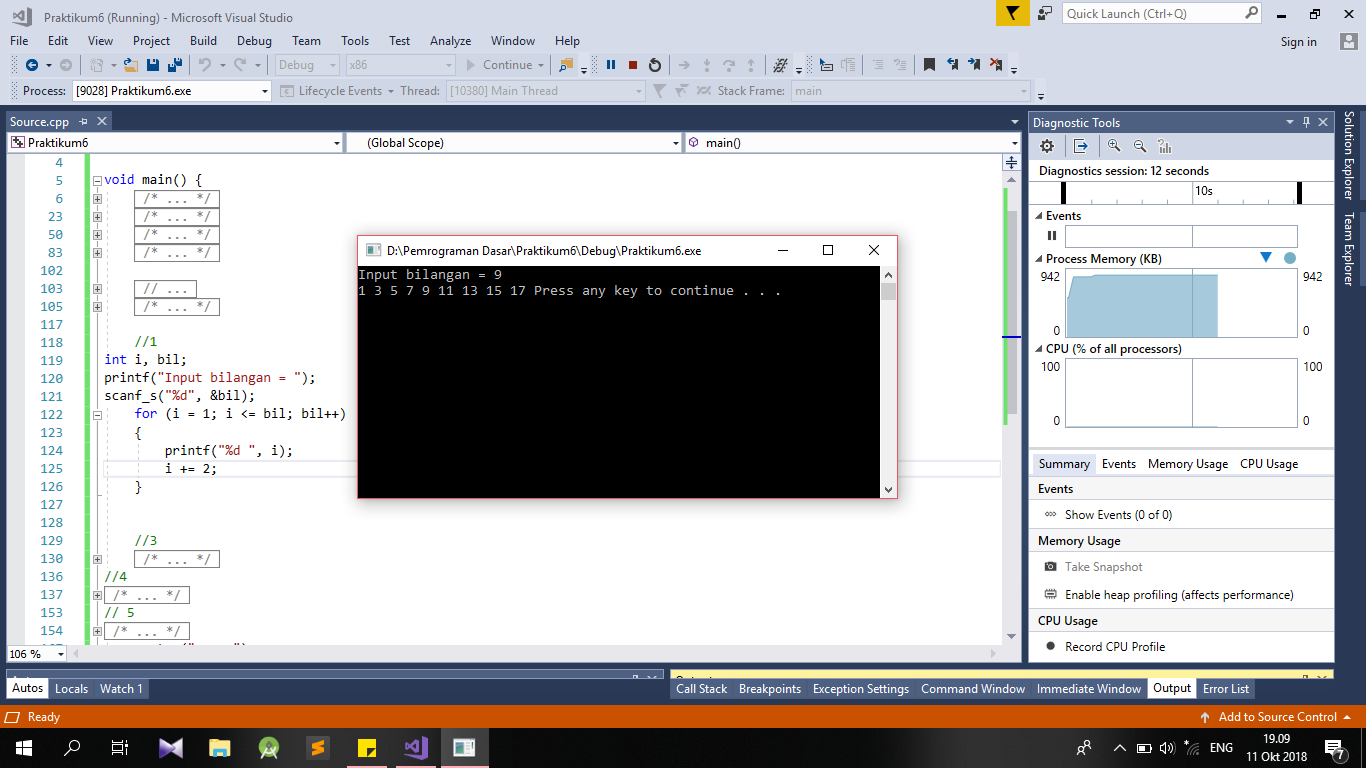 Praktikum6 (Running) - Microsoft Visual Studio
Quick Launch (Ctrl+Q)
File Edit View Project Build Debug Team Tools Test Analyze Window Help
Sign in
Debug x86 Continue
Process: [9028] Praktikum6.exe Lifecycle Events Thread: [10380] Main Thread Stack Frame: main
Source.cpp
Praktikum6 (Global Scope) main()
4
5 void main() {
6 /* ... */
23 /* ... */
50 /* ... */
83 /* ... */
102
103 // ...
105 /* ... */
117
118 //1
119 int i, bil;
120 printf("Input bilangan = ");
121 scanf_s("%d", &bil);
122 for (i = 1; i <= bil; bil++)
123 {
124 printf("%d ", i);
125 i += 2;
126 }
127
128
129 //3
130 /* ... */
136 //4
137 /* ... */
153 // 5
154 /* ... */
106 %
D:\Pemrograman Dasar\Praktikum6\Debug\Praktikum6.exe
Input bilangan = 9
1 3 5 7 9 11 13 15 17 Press any key to continue . . .
Diagnostic Tools
Diagnostics session: 12 seconds
10s
Events
Process Memory (KB)
942 942
0 0
CPU (% of all processors)
100 100
0 0
Summary Events Memory Usage CPU Usage
Events
Show Events (0 of 0)
Memory Usage
Take Snapshot
Enable heap profiling (affects performance)
CPU Usage
Record CPU Profile
Solution Explorer
Team Explorer
Autos Locals Watch 1
Call Stack Breakpoints Exception Settings Command Window Immediate Window Output Error List
Ready
Add to Source Control
ENG
19.09
11 Okt 2018
7